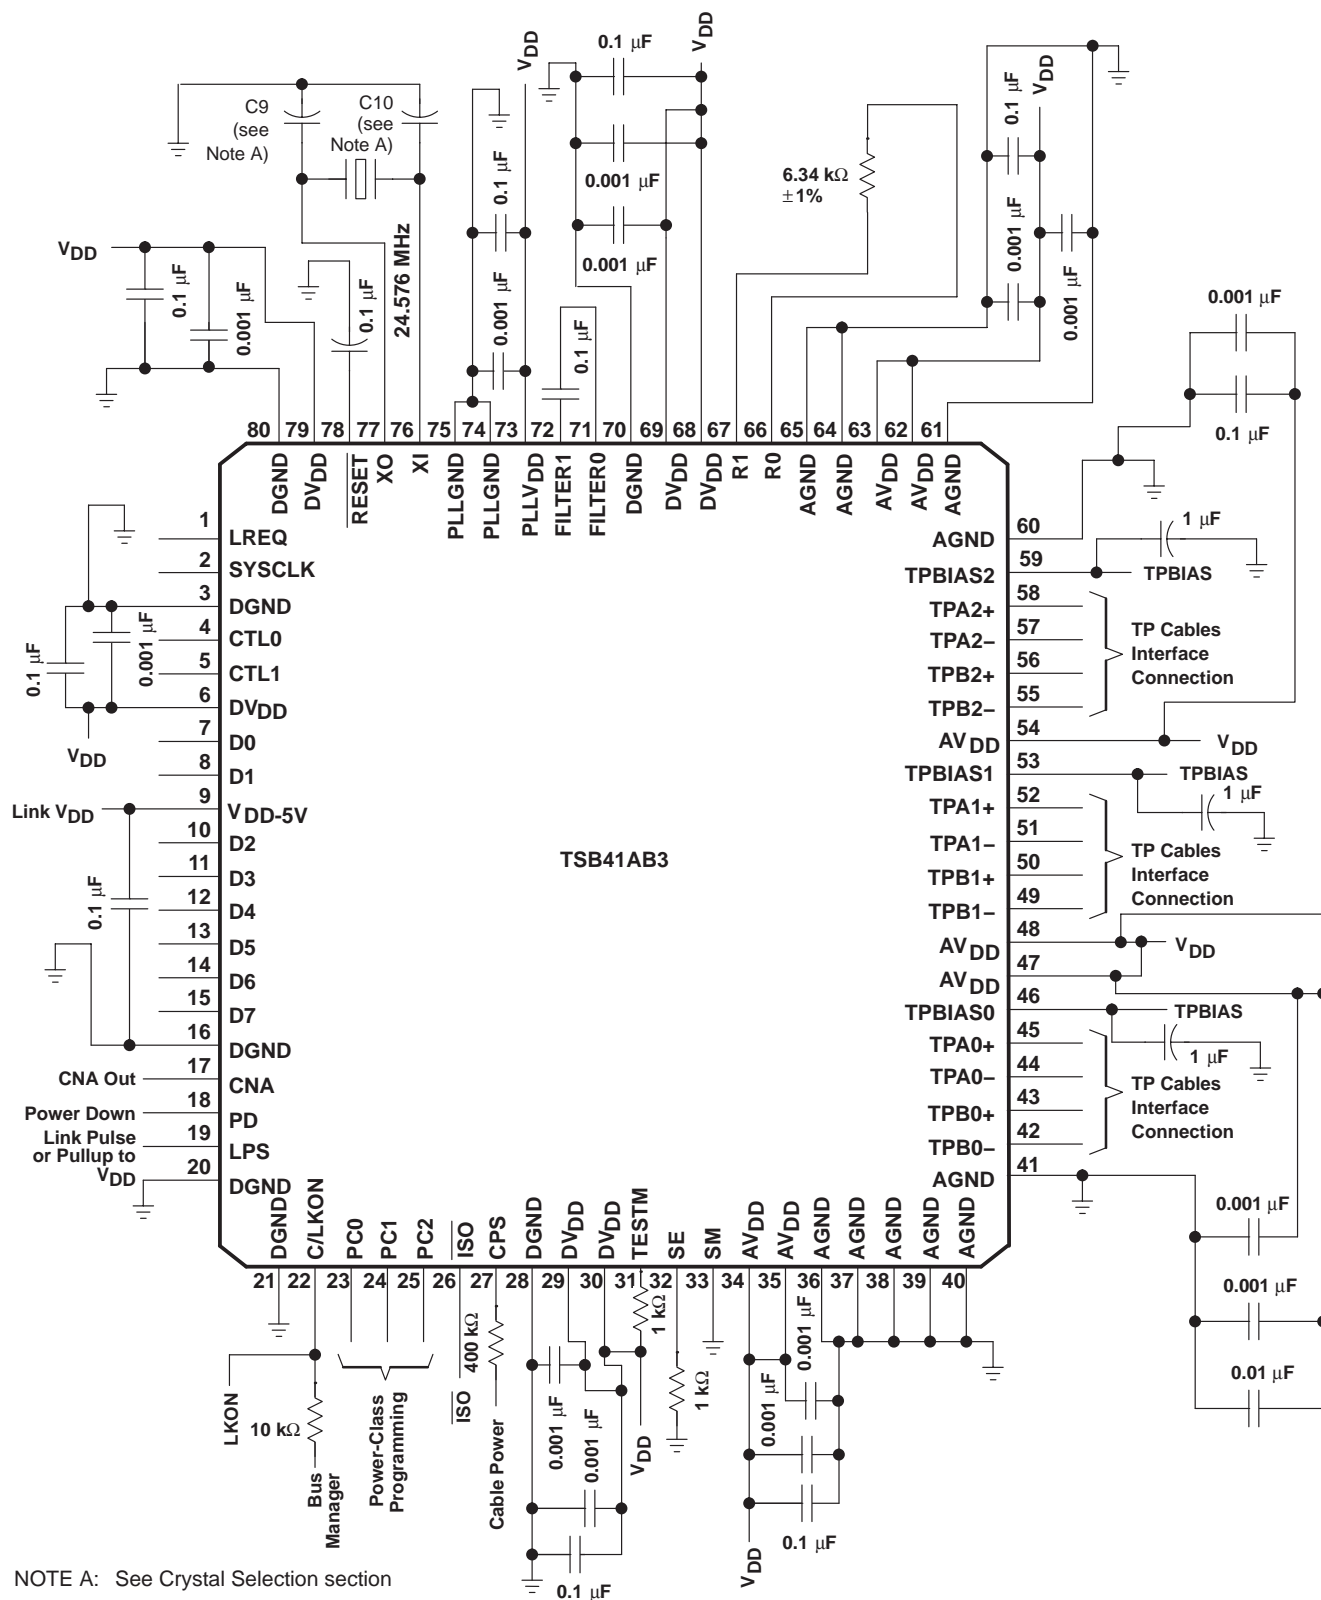 0.1 μF
VDD
VDD
C9
(see
Note A)
C10
(see
Note A)
0.1 μF
VDD
0.1 μF
0.001 μF
6.34 kΩ
±1%
0.001 μF
0.001 μF
0.001 μF
VDD
0.1 μF
0.001 μF
0.1 μF
24.576 MHz
0.001 μF
0.1 μF
0.001 μF
0.1 μF
80 79 78 77 76 75 74 73 72 71 70 69 68 67 66 65 64 63 62 61
DGND
DVDD
RESET
XO
XI
PLLGND
PLLGND
PLLVDD
FILTER1
FILTER0
DGND
DVDD
DVDD
R1
R0
AGND
AGND
AVDD
AVDD
AGND
1 LREQ
2 SYSCLK
3 DGND
4 CTL0
5 CTL1
6 DVDD
7 D0
8 D1
9 VDD-5V
10 D2
11 D3
12 D4
13 D5
14 D6
15 D7
16 DGND
17 CNA
18 PD
19 LPS
20 DGND
0.1 μF
0.001 μF
VDD
Link VDD
0.1 μF
CNA Out
Power Down
Link Pulse
or Pullup to
VDD
TSB41AB3
AGND 60
TPBIAS2 59
TPA2+ 58
TPA2− 57
TPB2+ 56
TPB2− 55
AVDD 54
TPBIAS1 53
TPA1+ 52
TPA1− 51
TPB1+ 50
TPB1− 49
AVDD 48
AVDD 47
TPBIAS0 46
TPA0+ 45
TPA0− 44
TPB0+ 43
TPB0− 42
AGND 41
1 μF
TPBIAS
TP Cables
Interface
Connection
VDD
TPBIAS
1 μF
TP Cables
Interface
Connection
VDD
TPBIAS
1 μF
TP Cables
Interface
Connection
0.001 μF
0.001 μF
0.01 μF
DGND
C/LKON
PC0
PC1
PC2
ISO
CPS
DGND
DVDD
DVDD
TESTM
SE
SM
AVDD
AVDD
AGND
AGND
AGND
AGND
AGND
21 22 23 24 25 26 27 28 29 30 31 32 33 34 35 36 37 38 39 40
LKON
10 kΩ
Bus
Manager
Power-Class
Programming
ISO
400 kΩ
Cable Power
0.001 μF
0.001 μF
0.1 μF
1 kΩ
VDD
1 kΩ
0.001 μF
0.001 μF
0.1 μF
VDD
NOTE A: See Crystal Selection section